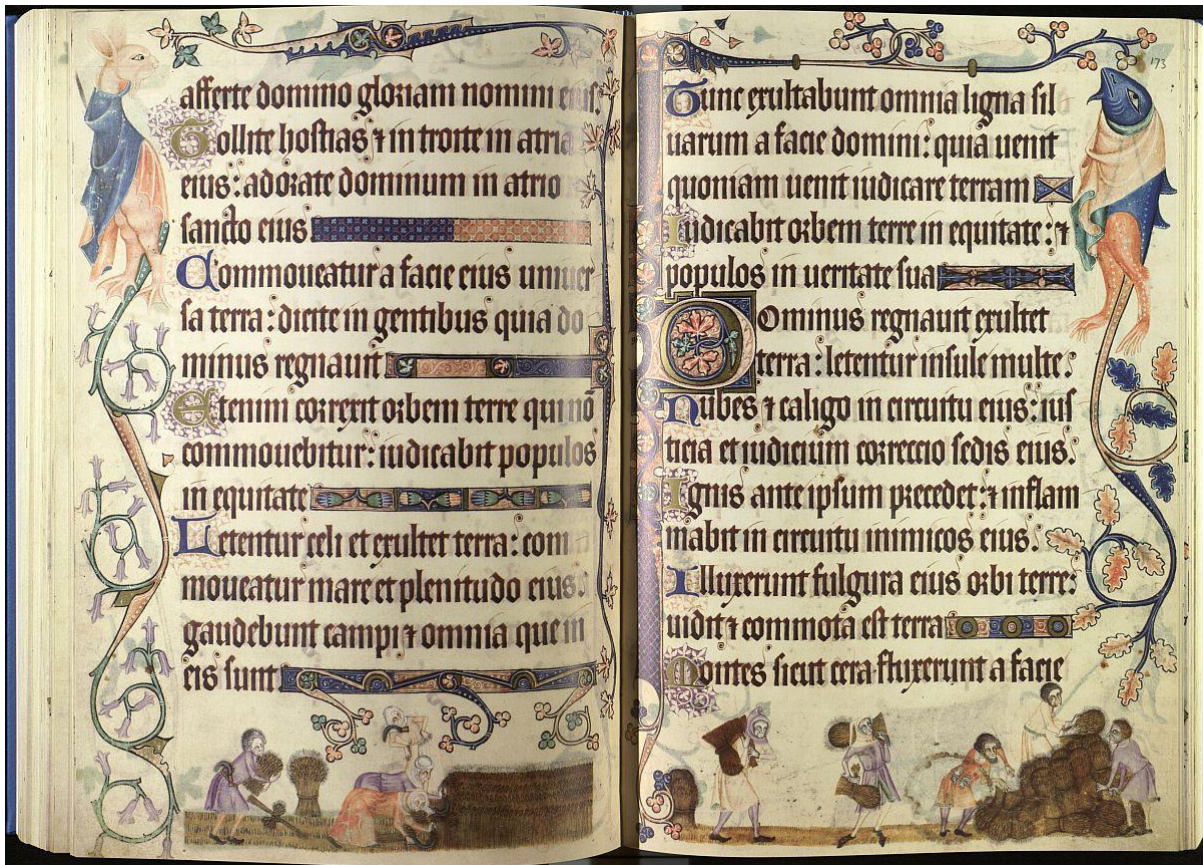 afferte domino gloriam nomini eius.
Tollite hostias ⁊ in troite in atria
eius: adorate dominum in atrio
sancto eius
Commoueatur a facie eius uniuer
sa terra: dicite in gentibus quia do
minus regnauit
Etenim correxit orbem terre qui nō
commouebitur: iudicabit populos
in equitate
Letentur celi et exultet terra: com
moueatur mare et plenitudo eius.
gaudebunt campi ⁊ omnia que in
eis sunt.
173
Tunc exultabunt omnia ligna sil
uarum a facie domini: quia uenit
quoniam uenit iudicare terram
Iudicabit orbem terre in equitate: ⁊
populos in ueritate sua
Dominus regnauit exultet
terra: letentur insule multe.
Nubes ⁊ caligo in circuitu eius: ius
ticia et iudicium correccio sedis eius.
Ignis ante ipsum precedet: ⁊ inflam
mabit in circuitu inimicos eius.
Illuxerunt fulgura eius orbi terre:
uidit ⁊ commota est terra
Montes sicut cera fluxerunt a facie